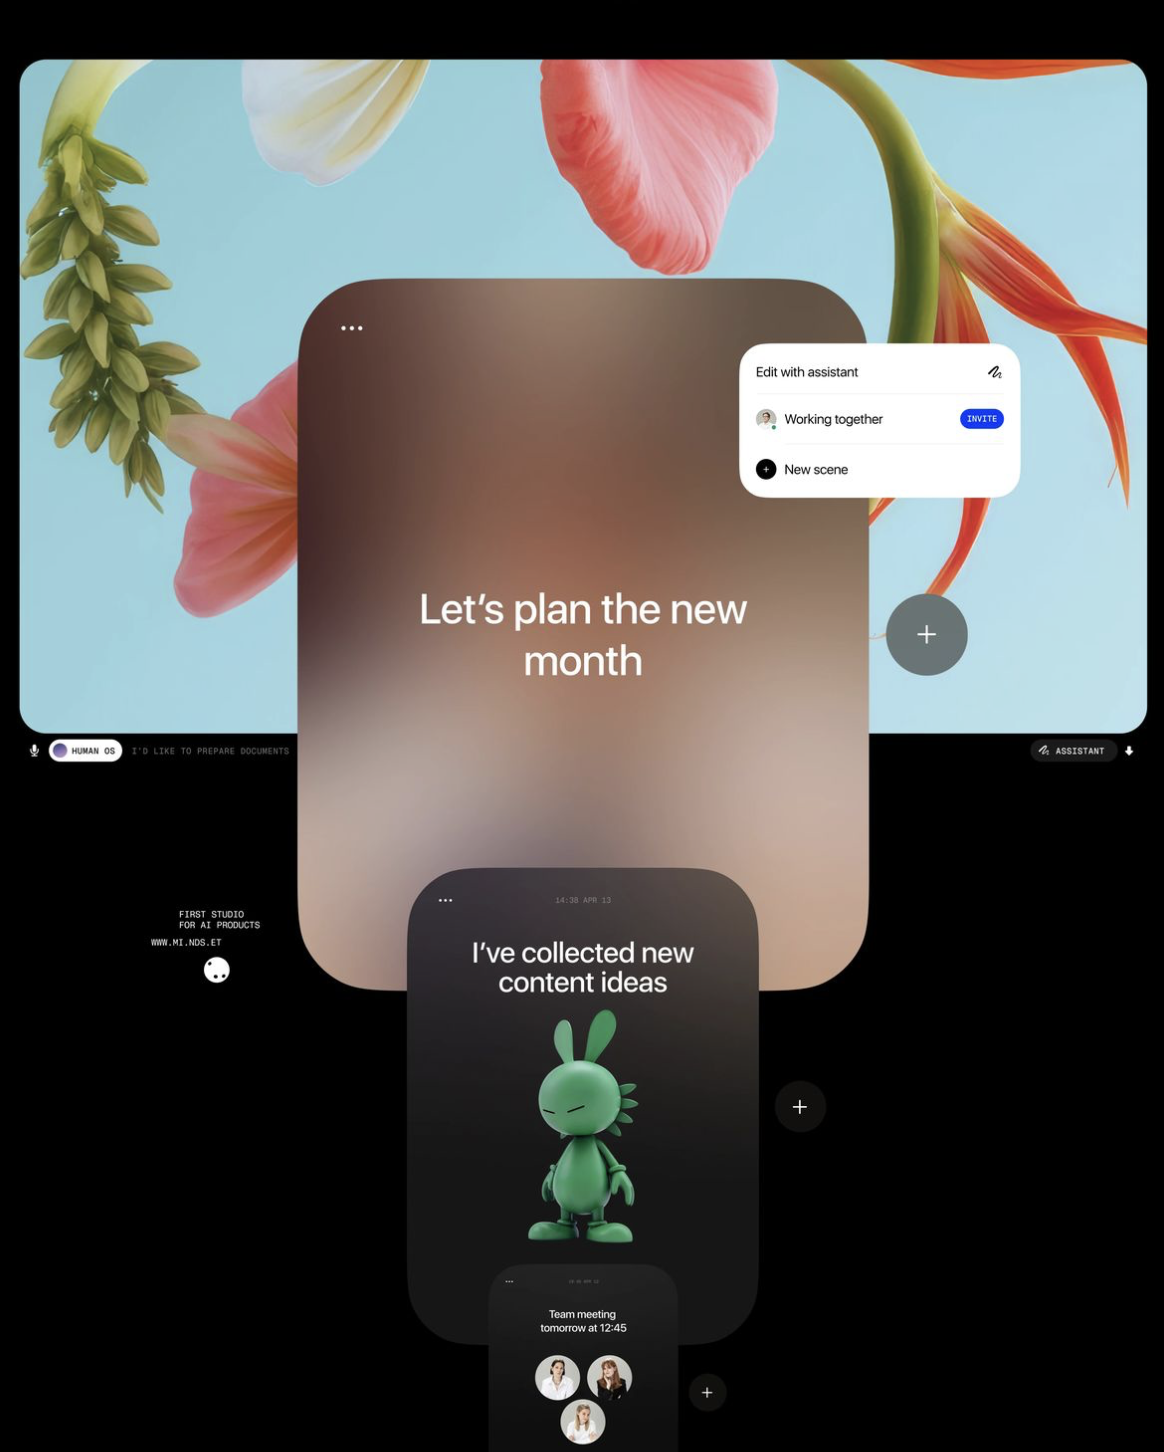 Edit with assistant
Working together
INVITE
New scene
Let's plan the new
month
HUMAN OS
I'D LIKE TO PREPARE DOCUMENTS
ASSISTANT
FIRST STUDIO
FOR AI PRODUCTS
WWW.MI.NDS.ET
14:38 APR 13
I've collected new
content ideas
Team meeting
tomorrow at 12:45